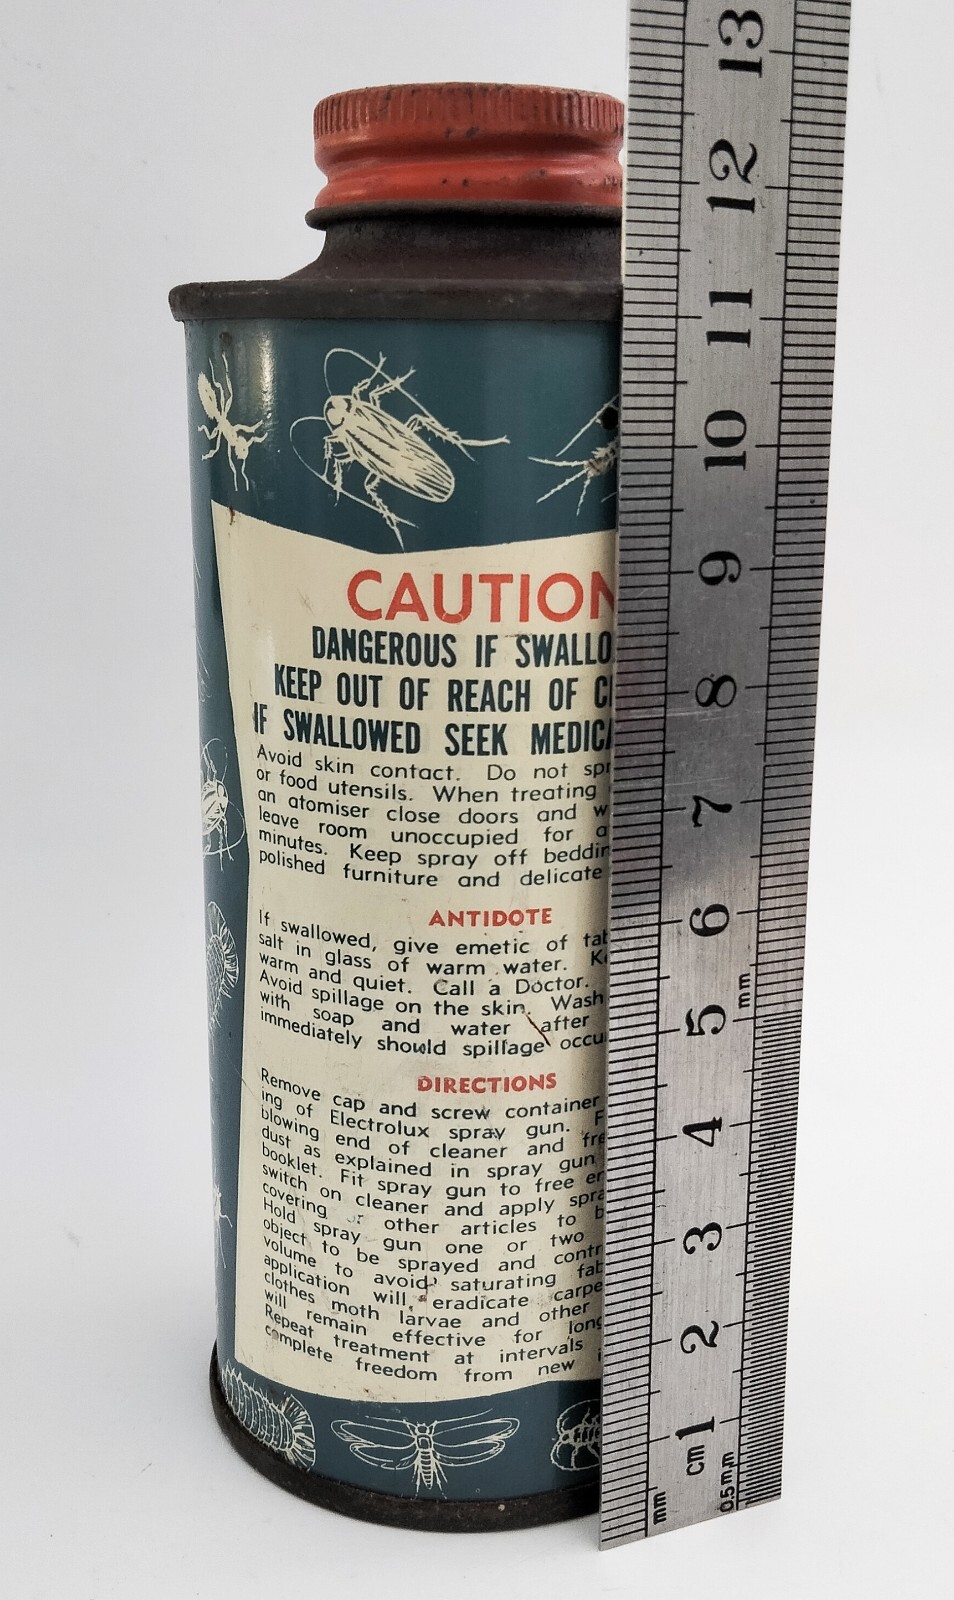 CAUTION
DANGEROUS IF SWALLO
KEEP OUT OF REACH OF C
IF SWALLOWED SEEK MEDICA
Avoid skin contact. Do not spr
or food utensils. When treating
an atomiser close doors and w
leave room unoccupied for a
minutes. Keep spray off beddin
polished furniture and delicate
ANTIDOTE
If swallowed, give emetic of tab
salt in glass of warm water. K
warm and quiet. Call a Doctor.
Avoid spillage on the skin. Wash
with soap and water after
immediately should spillage occu
DIRECTIONS
Remove cap and screw container
ing of Electrolux spray gun. F
blowing end of cleaner and fre
dust as explained in spray gun
booklet. Fit spray gun to free en
switch on cleaner and apply spra
covering or other articles to b
Hold spray gun one or two
object to be sprayed and contr
volume to avoid saturating fab
application will eradicate carpe
clothes moth larvae and other
will remain effective for long
Repeat treatment at intervals
complete freedom from new i
13
12
11
10
9
8
7
6
mm
5
4
3
2
1
cm
mm
0.5mm